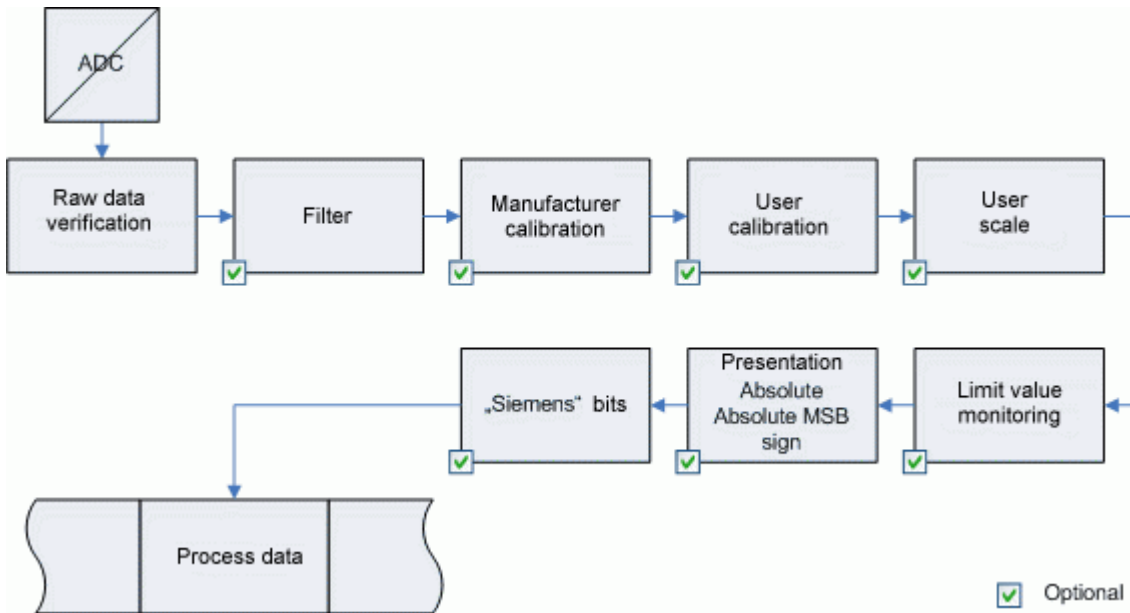 ADC
Raw data
verification
Filter
Manufacturer
calibration
User
calibration
User
scale
„Siemens“ bits
Presentation
Absolute
Absolute MSB
sign
Limit value
monitoring
Process data
Optional